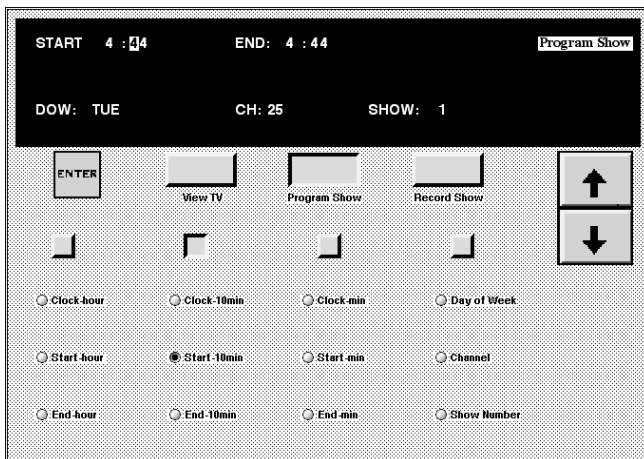 START 4 : 44 END: 4 : 44 Program Show
DOW: TUE CH: 25 SHOW: 1
ENTER
View TV Program Show Record Show
Clock-hour Clock-10min Clock-min Day of Week
Start-hour Start-10min Start-min Channel
End-hour End-10min End-min Show Number